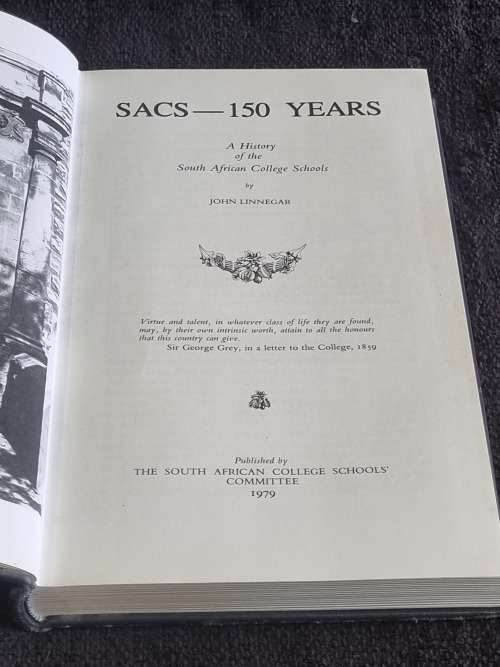 SACS — 150 YEARS
A History
of the
South African College Schools
by
JOHN LINNEGAR
Virtue and talent, in whatever class of life they are found,
may, by their own intrinsic worth, attain to all the honours
that this country can give.
Sir George Grey, in a letter to the College, 1859
Published by
THE SOUTH AFRICAN COLLEGE SCHOOLS'
COMMITTEE
1979